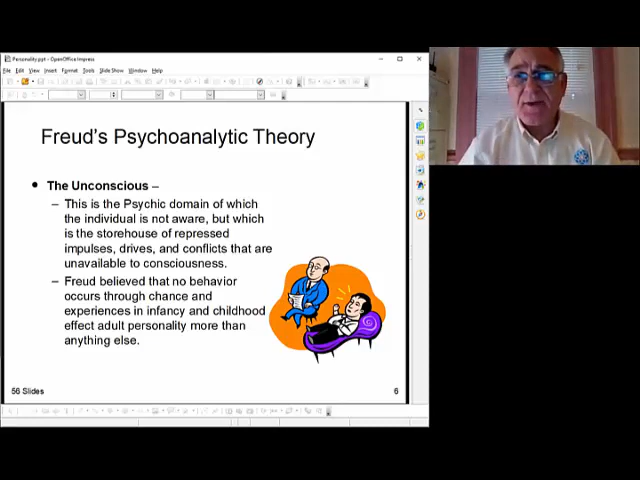 Personality.ppt - OpenOffice Impress
File Edit View Insert Format Tools Slide Show Window Help
Freud's Psychoanalytic Theory
• The Unconscious –
– This is the Psychic domain of which
the individual is not aware, but which
is the storehouse of repressed
impulses, drives, and conflicts that are
unavailable to consciousness.
– Freud believed that no behavior
occurs through chance and
experiences in infancy and childhood
effect adult personality more than
anything else.
56 Slides
6